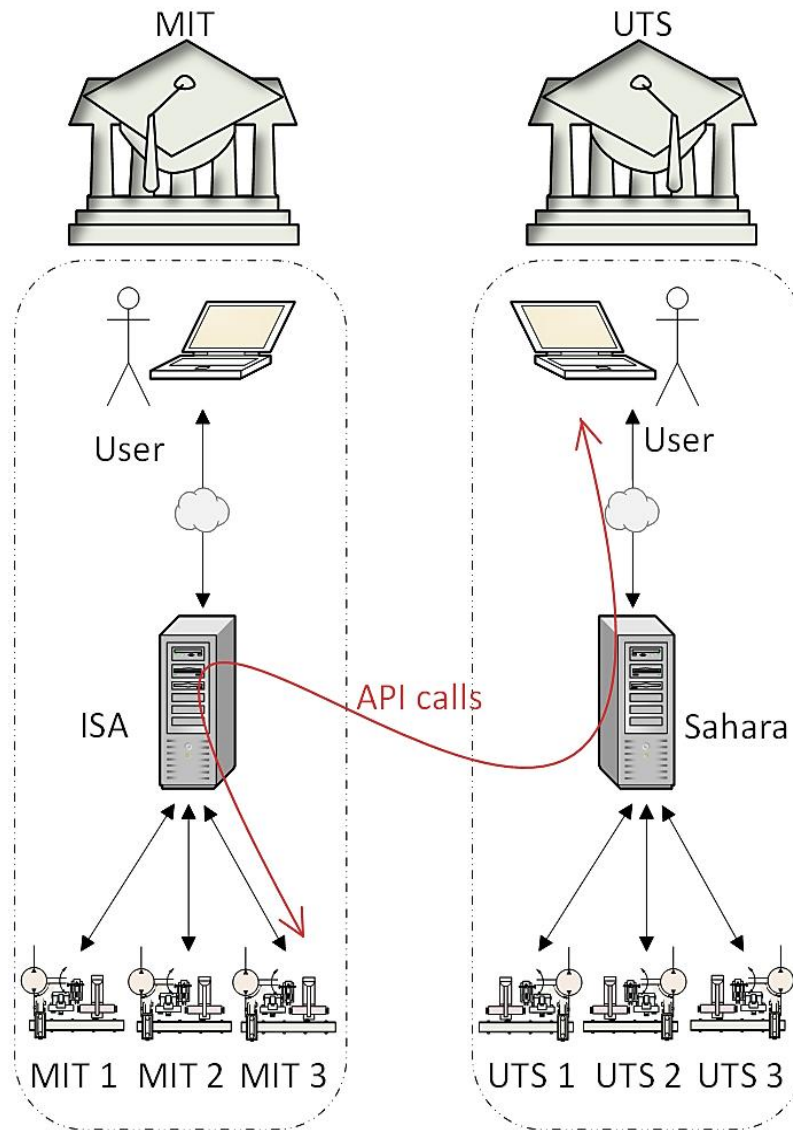 MIT
UTS
User
User
API calls
ISA
Sahara
MIT 1 MIT 2 MIT 3
UTS 1 UTS 2 UTS 3